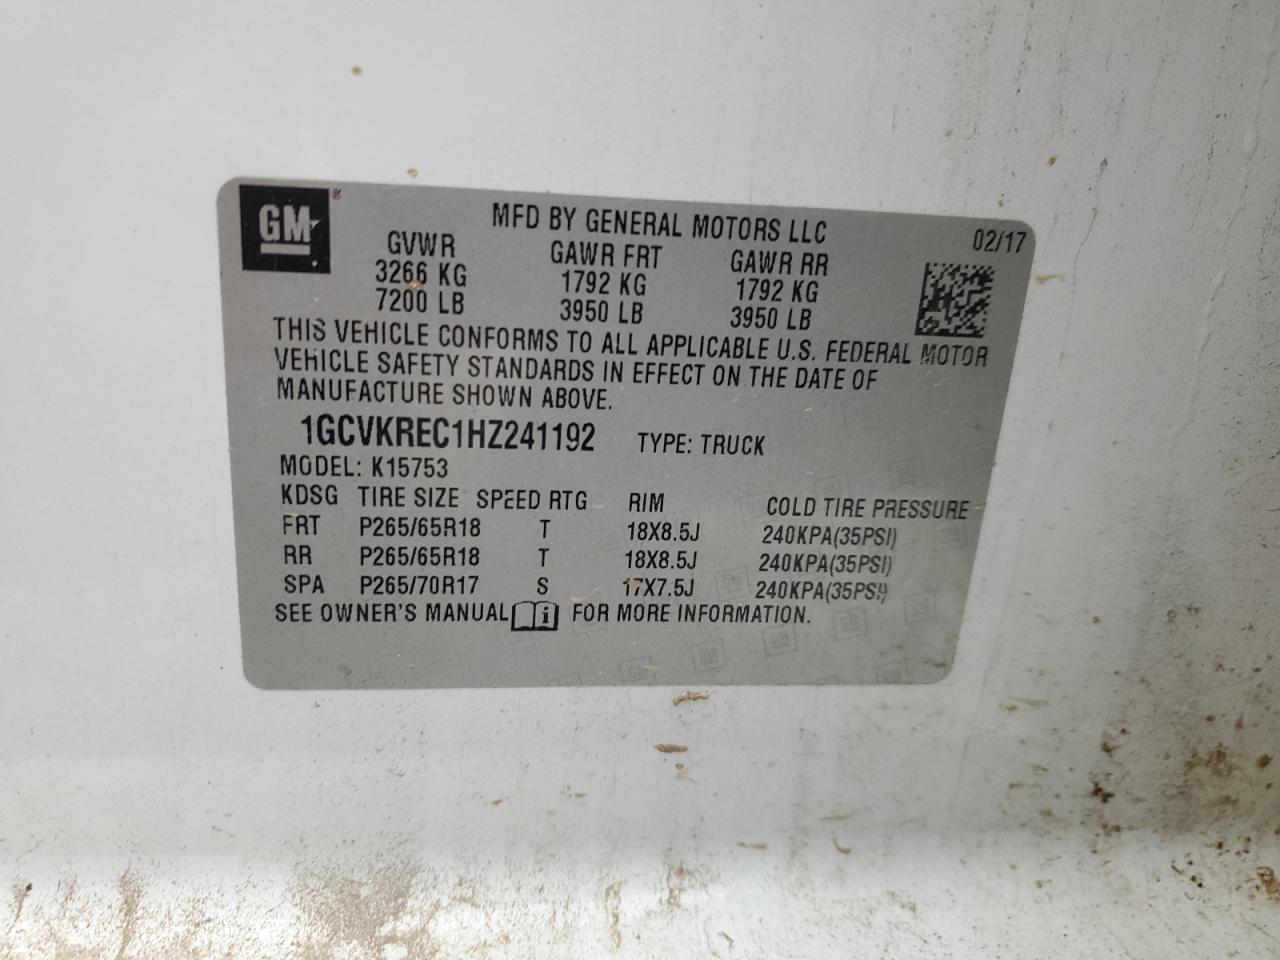 GM ®
MFD BY GENERAL MOTORS LLC 02/17
GVWR GAWR FRT GAWR RR
3266 KG 1792 KG 1792 KG
7200 LB 3950 LB 3950 LB
THIS VEHICLE CONFORMS TO ALL APPLICABLE U.S. FEDERAL MOTOR
VEHICLE SAFETY STANDARDS IN EFFECT ON THE DATE OF
MANUFACTURE SHOWN ABOVE.
1GCVKREC1HZ241192 TYPE: TRUCK
MODEL: K15753
KDSG TIRE SIZE SPEED RTG RIM COLD TIRE PRESSURE
FRT P265/65R18 T 18X8.5J 240KPA(35PSI)
RR P265/65R18 T 18X8.5J 240KPA(35PSI)
SPA P265/70R17 S 17X7.5J 240KPA(35PSI)
SEE OWNER'S MANUAL i FOR MORE INFORMATION.